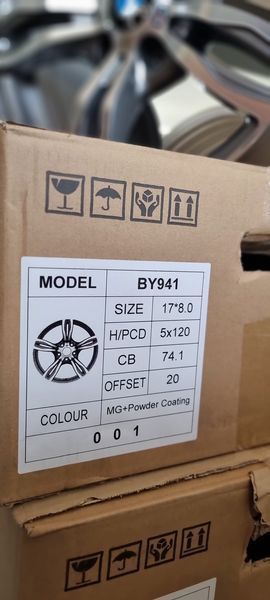 MODEL BY941
SIZE 17*8.0
H/PCD 5x120
CB 74.1
OFFSET 20
COLOUR MG+Powder Coating
0 0 1